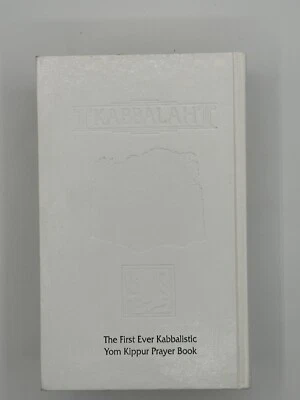 KABBALAH
The First Ever Kabbalistic
Yom Kippur Prayer Book